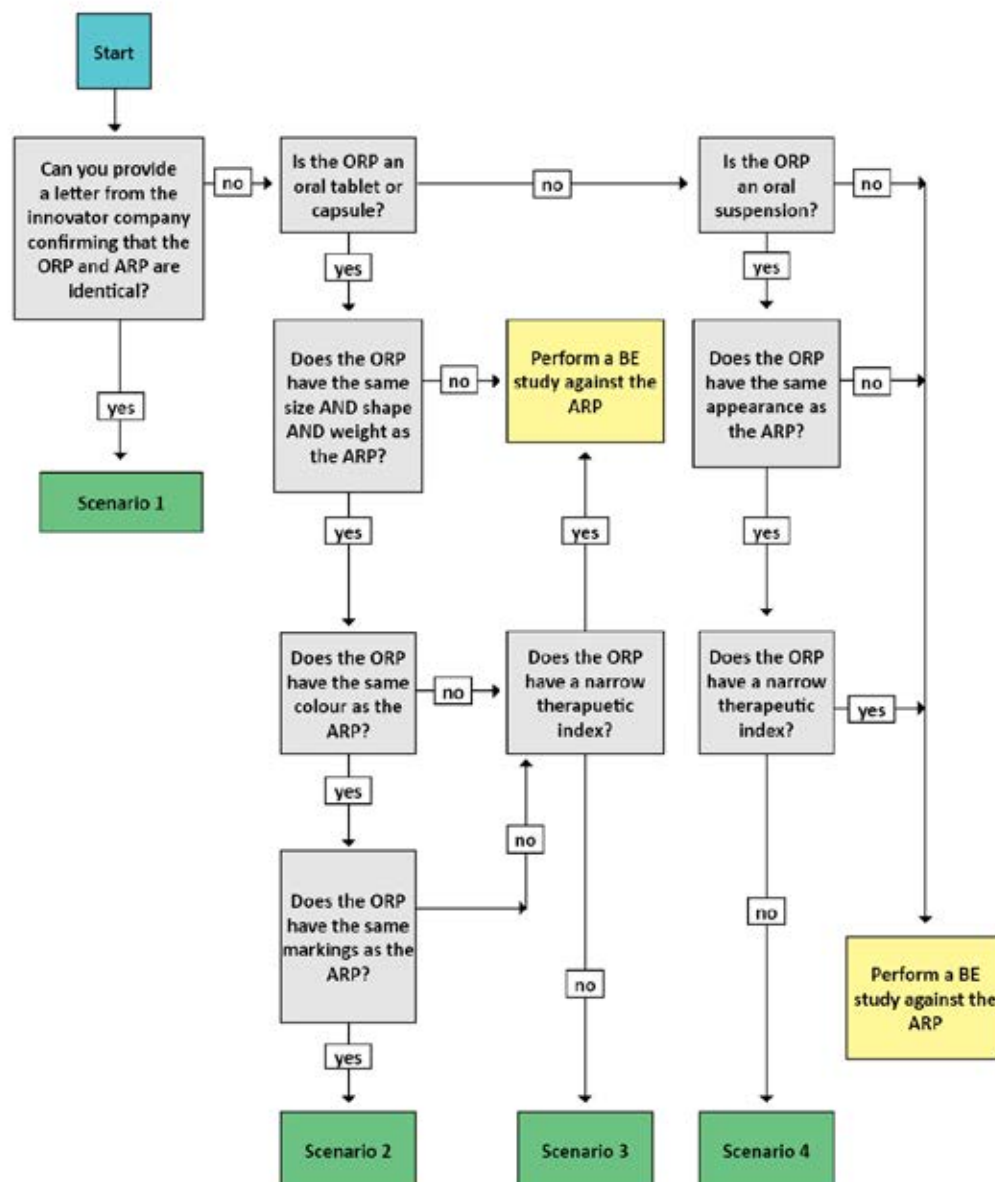 Start
Can you provide
a letter from the
innovator company
confirming that the
ORP and ARP are
identical?
no
yes
Scenario 1
Is the ORP an
oral tablet or
capsule?
no
yes
Does the ORP
have the same
size AND shape
AND weight as
the ARP?
no
yes
Perform a BE
study against the
ARP
Does the ORP
have the same
colour as the
ARP?
no
yes
Does the ORP
have a narrow
therapuetic
index?
yes
no
Does the ORP
have the same
markings as the
ARP?
no
yes
Scenario 2
Scenario 3
Is the ORP
an oral
suspension?
no
yes
Does the ORP
have the same
appearance as
the ARP?
no
yes
Does the ORP
have a narrow
therapeutic
index?
yes
no
Scenario 4
Perform a BE
study against the
ARP